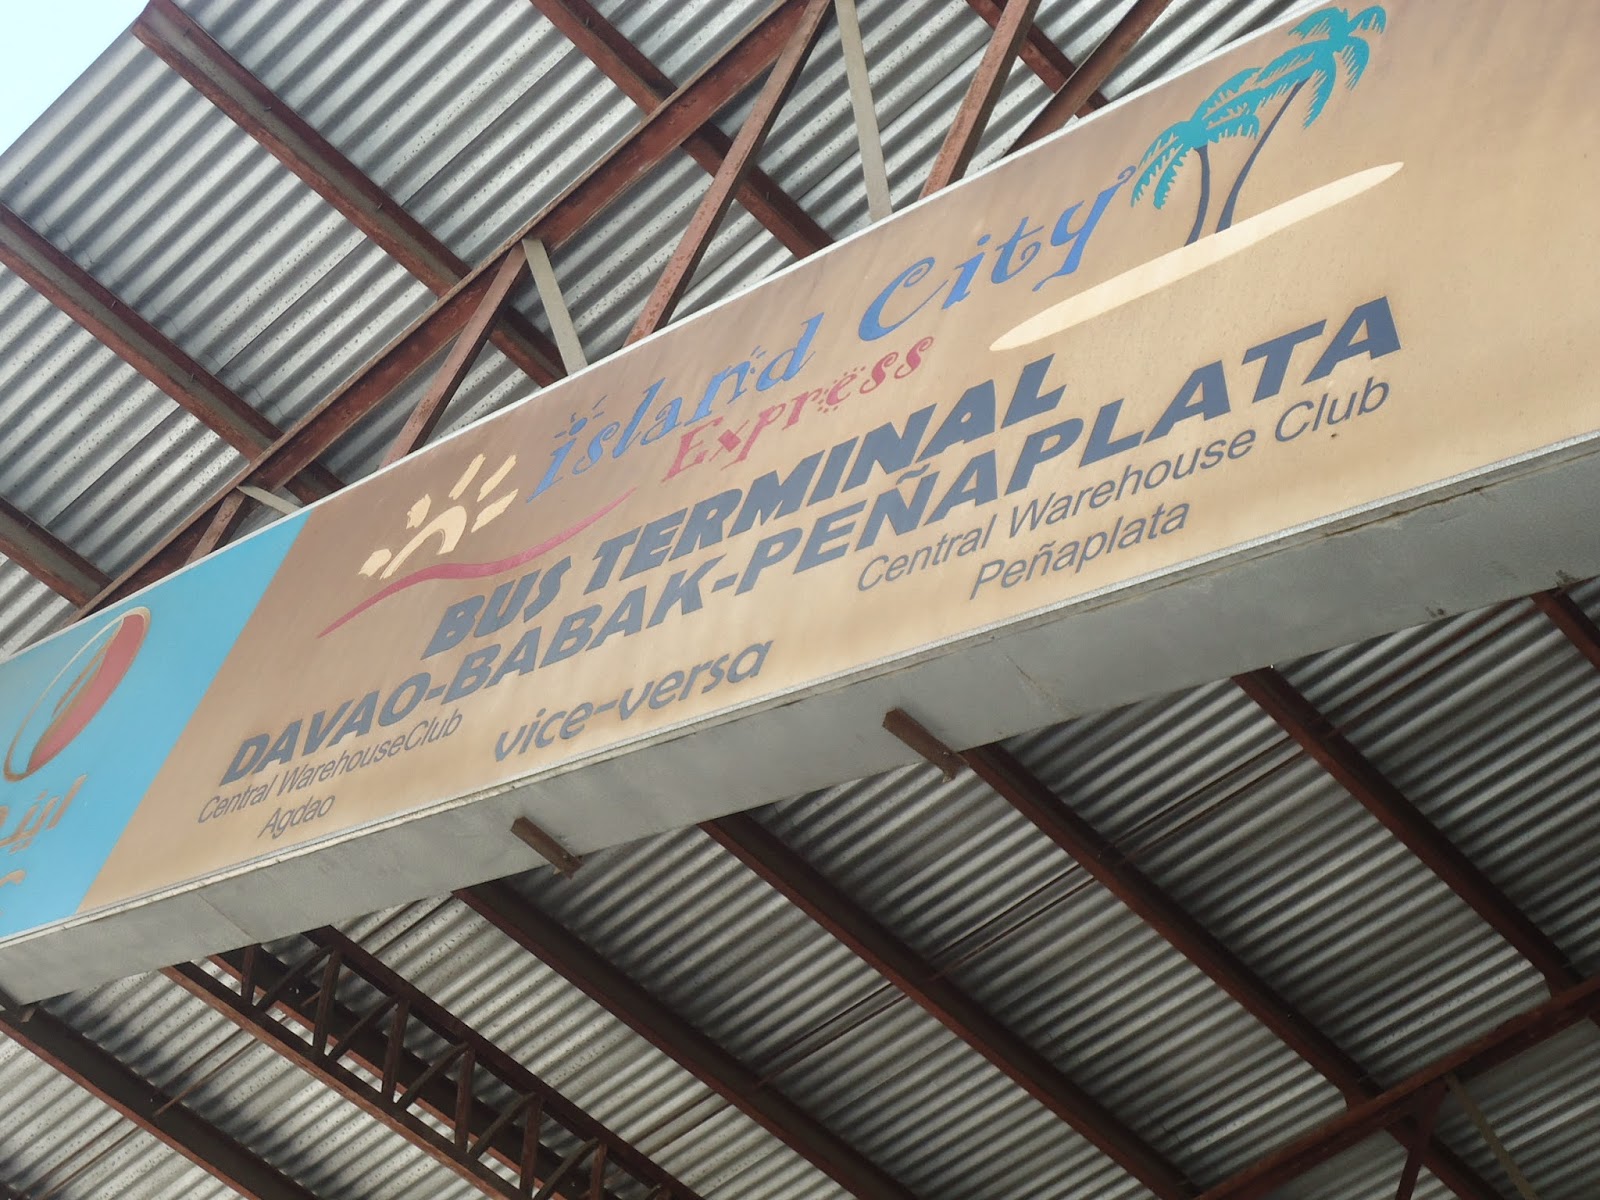 island City
Express
BUS TERMINAL
DAVAO-BABAK-PEÑAPLATA
Central WarehouseClub
Agdao
vice-versa
Central Warehouse Club
Peñaplata